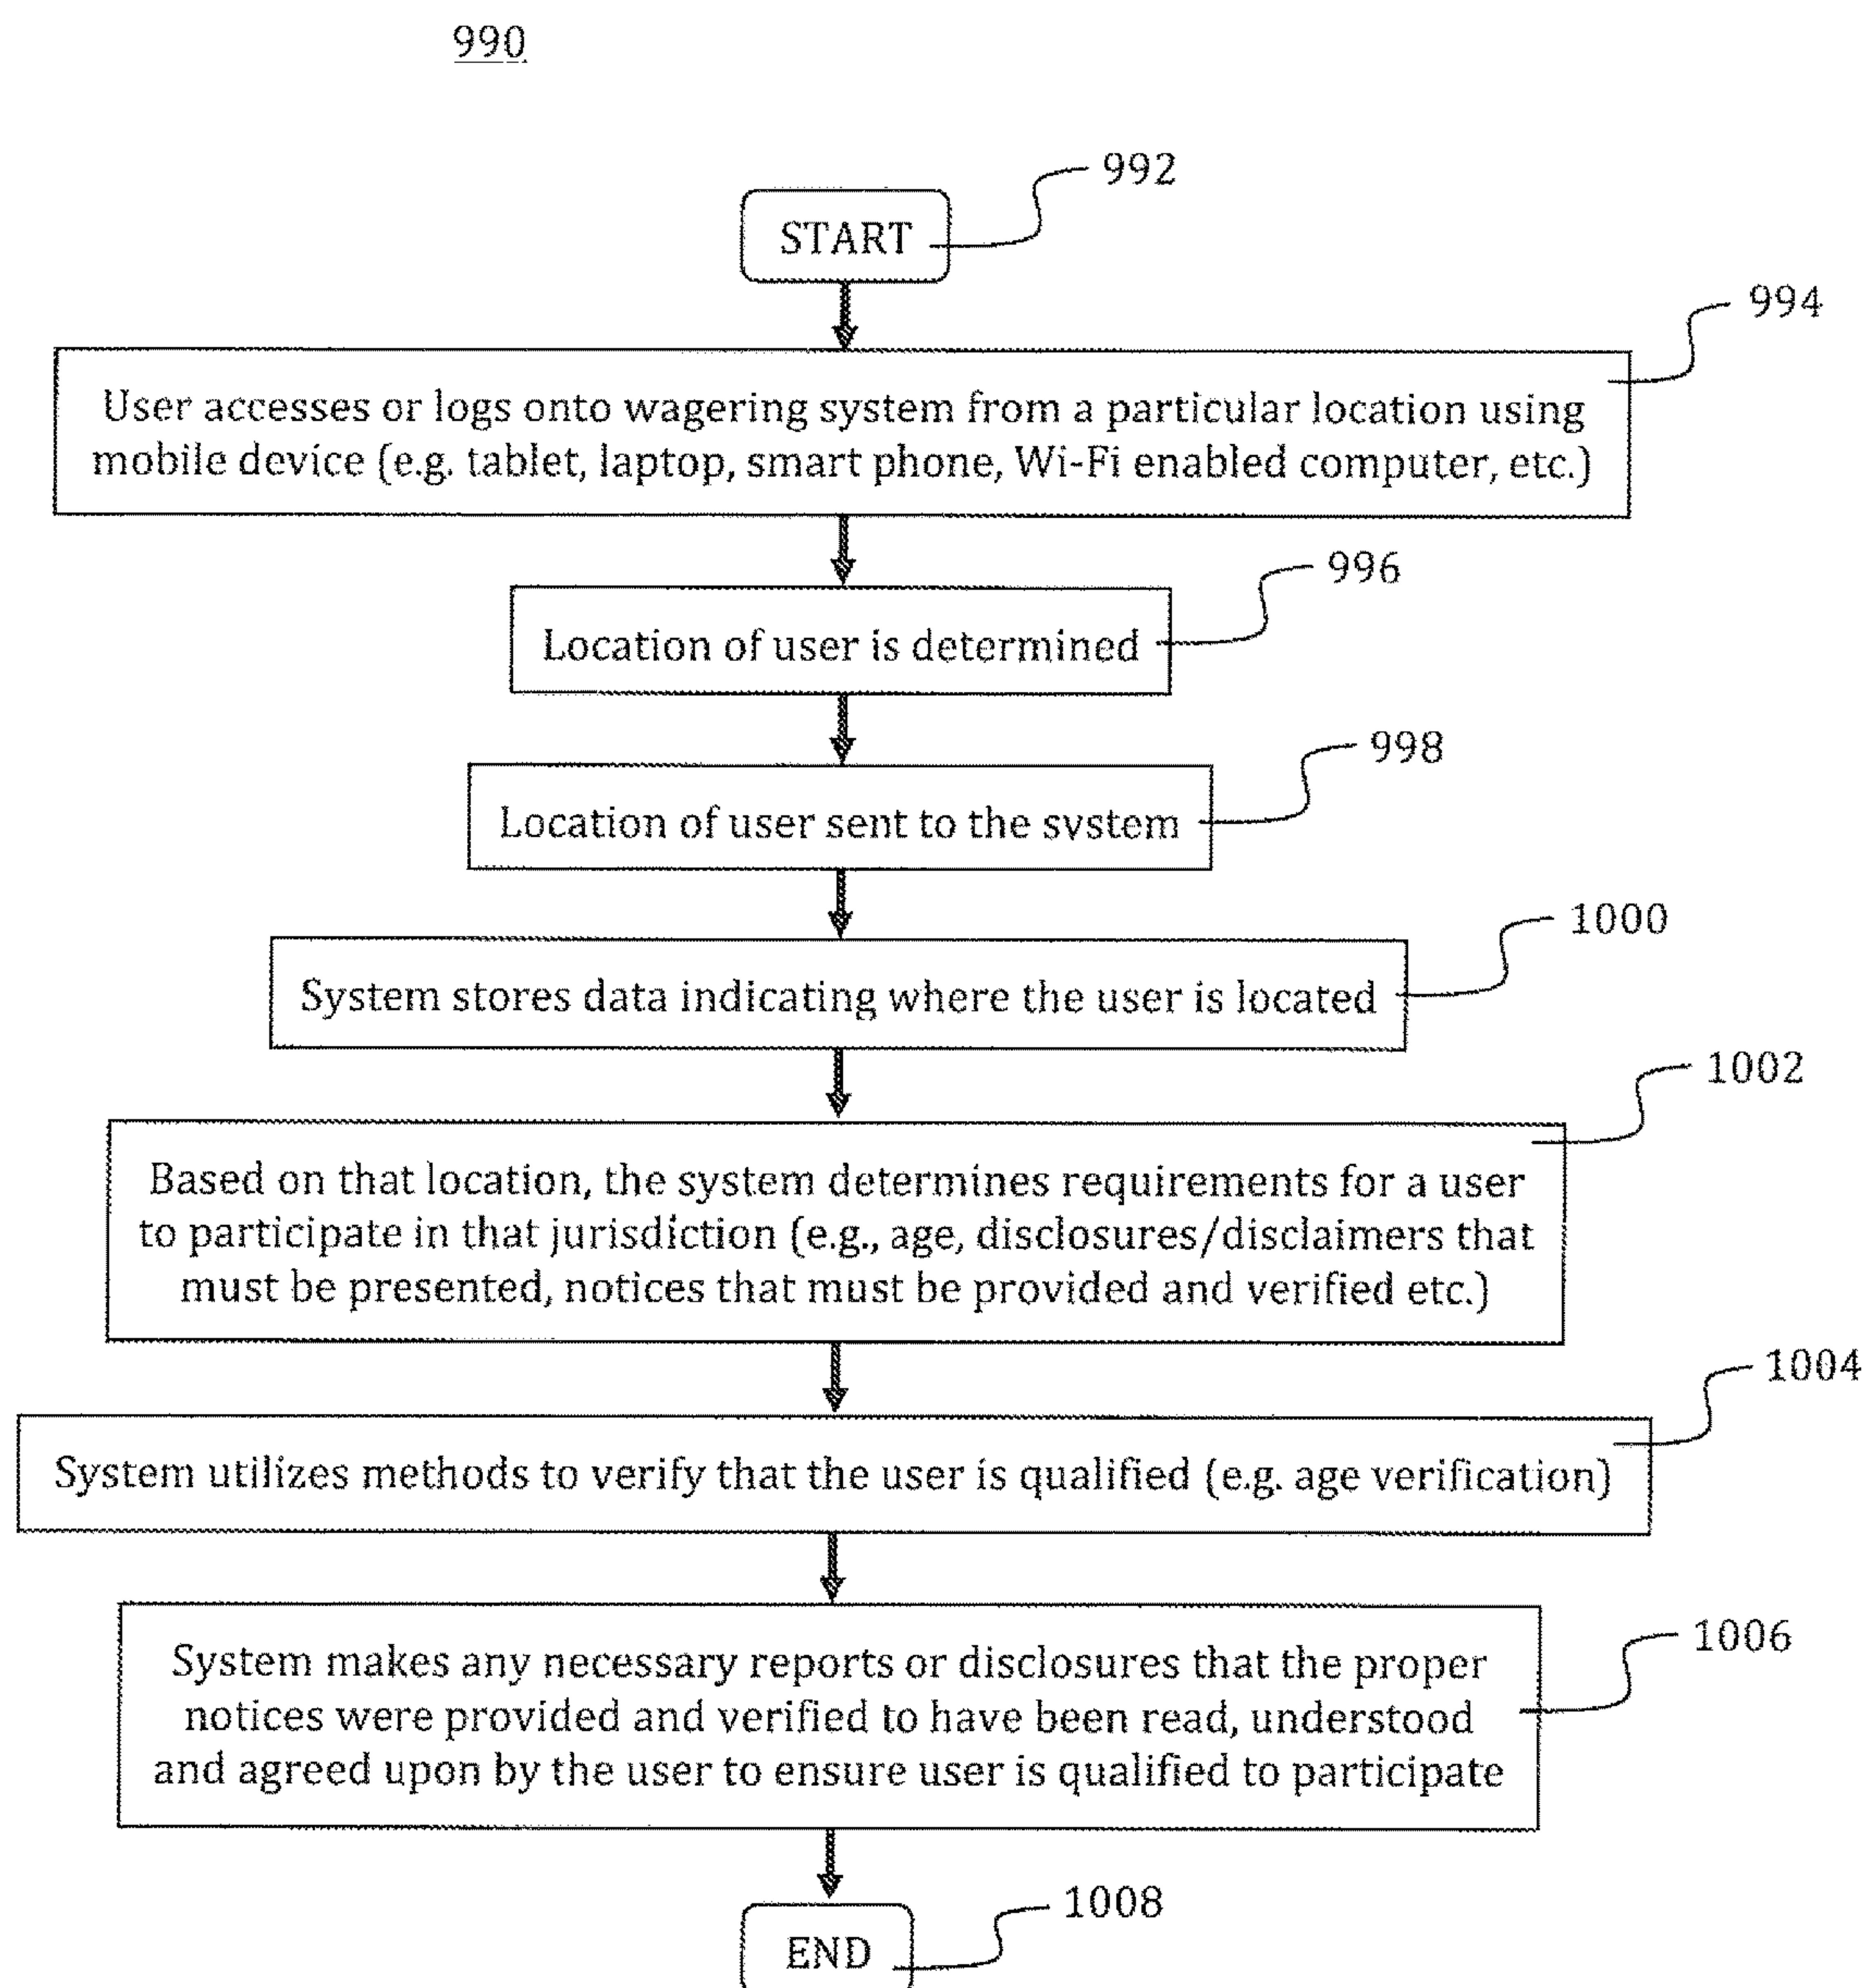 990
992
START
994
User accesses or logs onto wagering system from a particular location using
mobile device (e.g. tablet, laptop, smart phone, Wi-Fi enabled computer, etc.)
996
Location of user is determined
998
Location of user sent to the system
1000
System stores data indicating where the user is located
1002
Based on that location, the system determines requirements for a user
to participate in that jurisdiction (e.g., age, disclosures/disclaimers that
must be presented, notices that must be provided and verified etc.)
1004
System utilizes methods to verify that the user is qualified (e.g. age verification)
1006
System makes any necessary reports or disclosures that the proper
notices were provided and verified to have been read, understood
and agreed upon by the user to ensure user is qualified to participate
1008
END